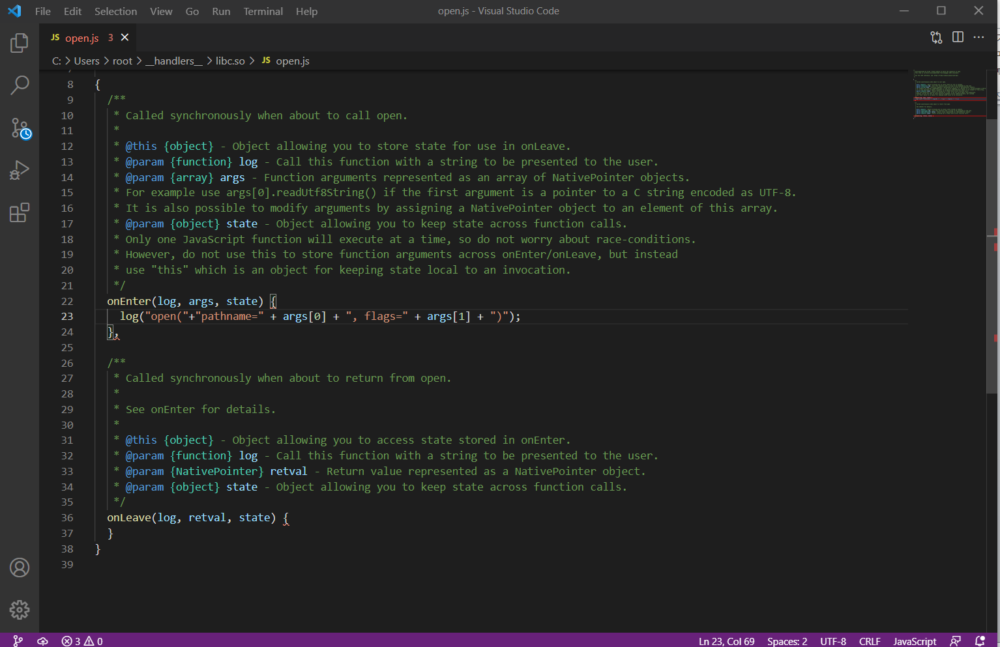 File Edit Selection View Go Run Terminal Help
open.js - Visual Studio Code
JS open.js 3
C: > Users > root > __handlers__ > libc.so > JS open.js
8 {
9 /**
10 * Called synchronously when about to call open.
11 *
12 * @this {object} - Object allowing you to store state for use in onLeave.
13 * @param {function} log - Call this function with a string to be presented to the user.
14 * @param {array} args - Function arguments represented as an array of NativePointer objects.
15 * For example use args[0].readUtf8String() if the first argument is a pointer to a C string encoded as UTF-8.
16 * It is also possible to modify arguments by assigning a NativePointer object to an element of this array.
17 * @param {object} state - Object allowing you to keep state across function calls.
18 * Only one JavaScript function will execute at a time, so do not worry about race-conditions.
19 * However, do not use this to store function arguments across onEnter/onLeave, but instead
20 * use "this" which is an object for keeping state local to an invocation.
21 */
22 onEnter(log, args, state) {
23 log("open("+"pathname=" + args[0] + ", flags=" + args[1] + ")");
24 },
25
26 /**
27 * Called synchronously when about to return from open.
28 *
29 * See onEnter for details.
30 *
31 * @this {object} - Object allowing you to access state stored in onEnter.
32 * @param {function} log - Call this function with a string to be presented to the user.
33 * @param {NativePointer} retval - Return value represented as a NativePointer object.
34 * @param {object} state - Object allowing you to keep state across function calls.
35 */
36 onLeave(log, retval, state) {
37 }
38 }
39
3 0
Ln 23, Col 69 Spaces: 2 UTF-8 CRLF JavaScript